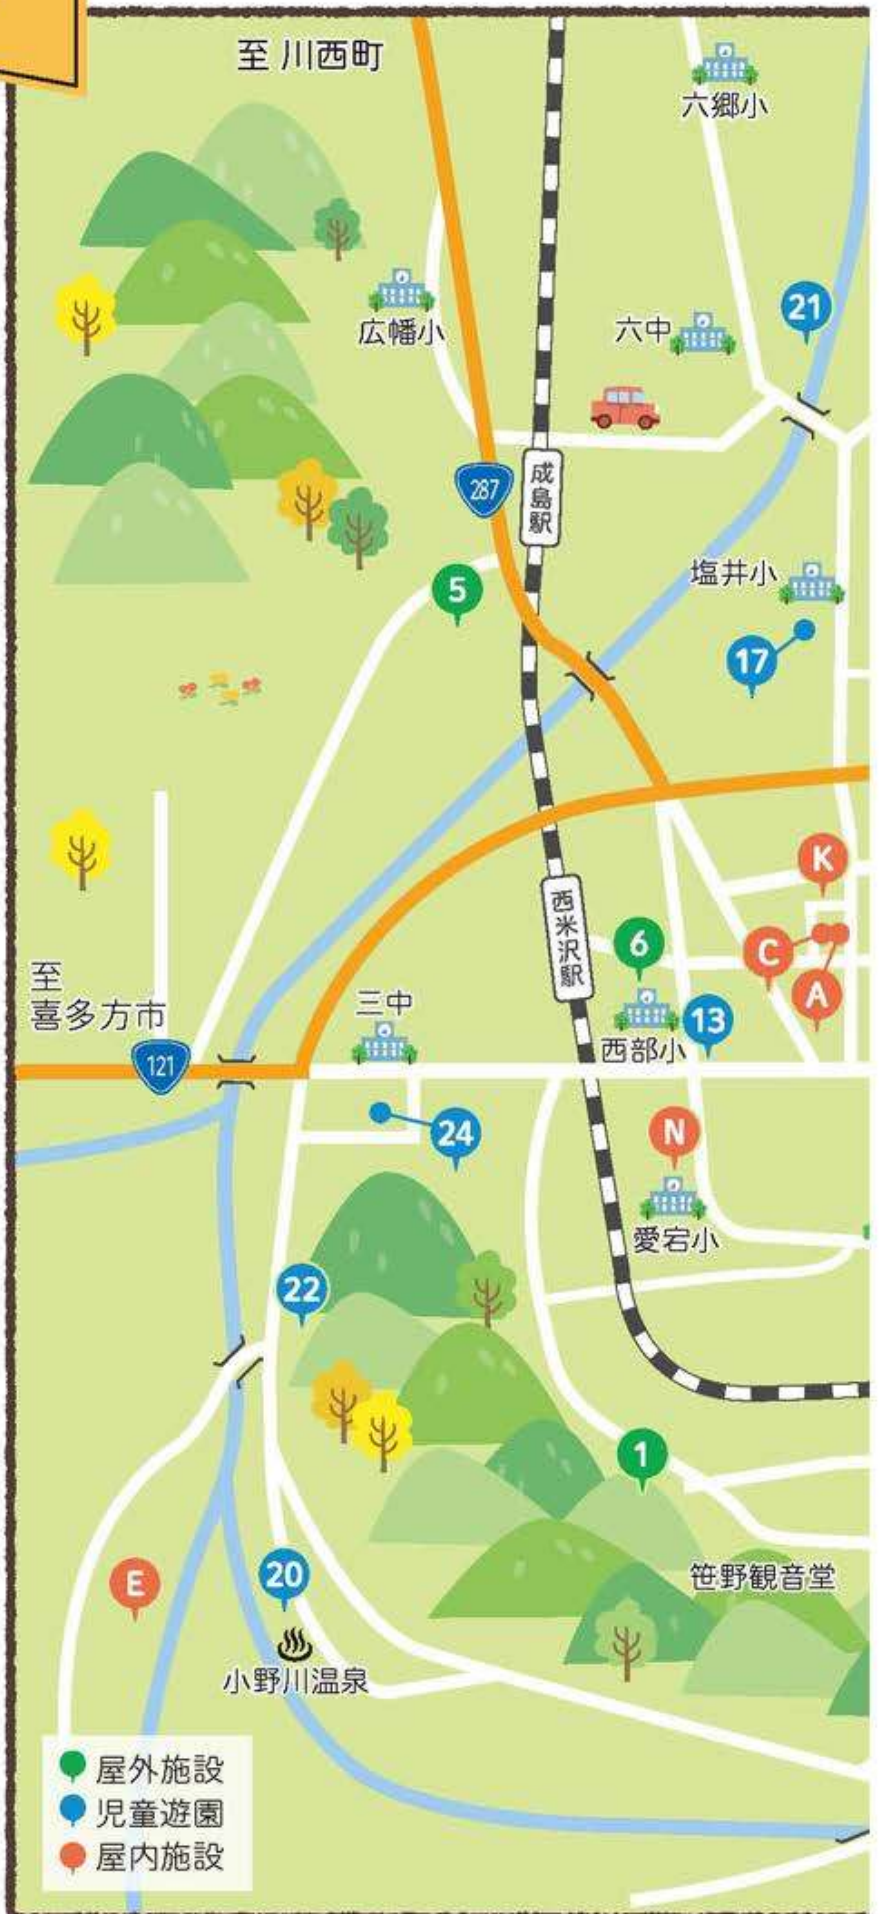 至 川西町
六郷小
広幡小
六中
21
287
成島駅
5
塩井小
17
K
西米沢駅
6
C
A
至
喜多方市
三中
13
西部小
121
24
N
愛宕小
22
1
E
20
笹野観音堂
小野川温泉
屋外施設
児童遊園
屋内施設